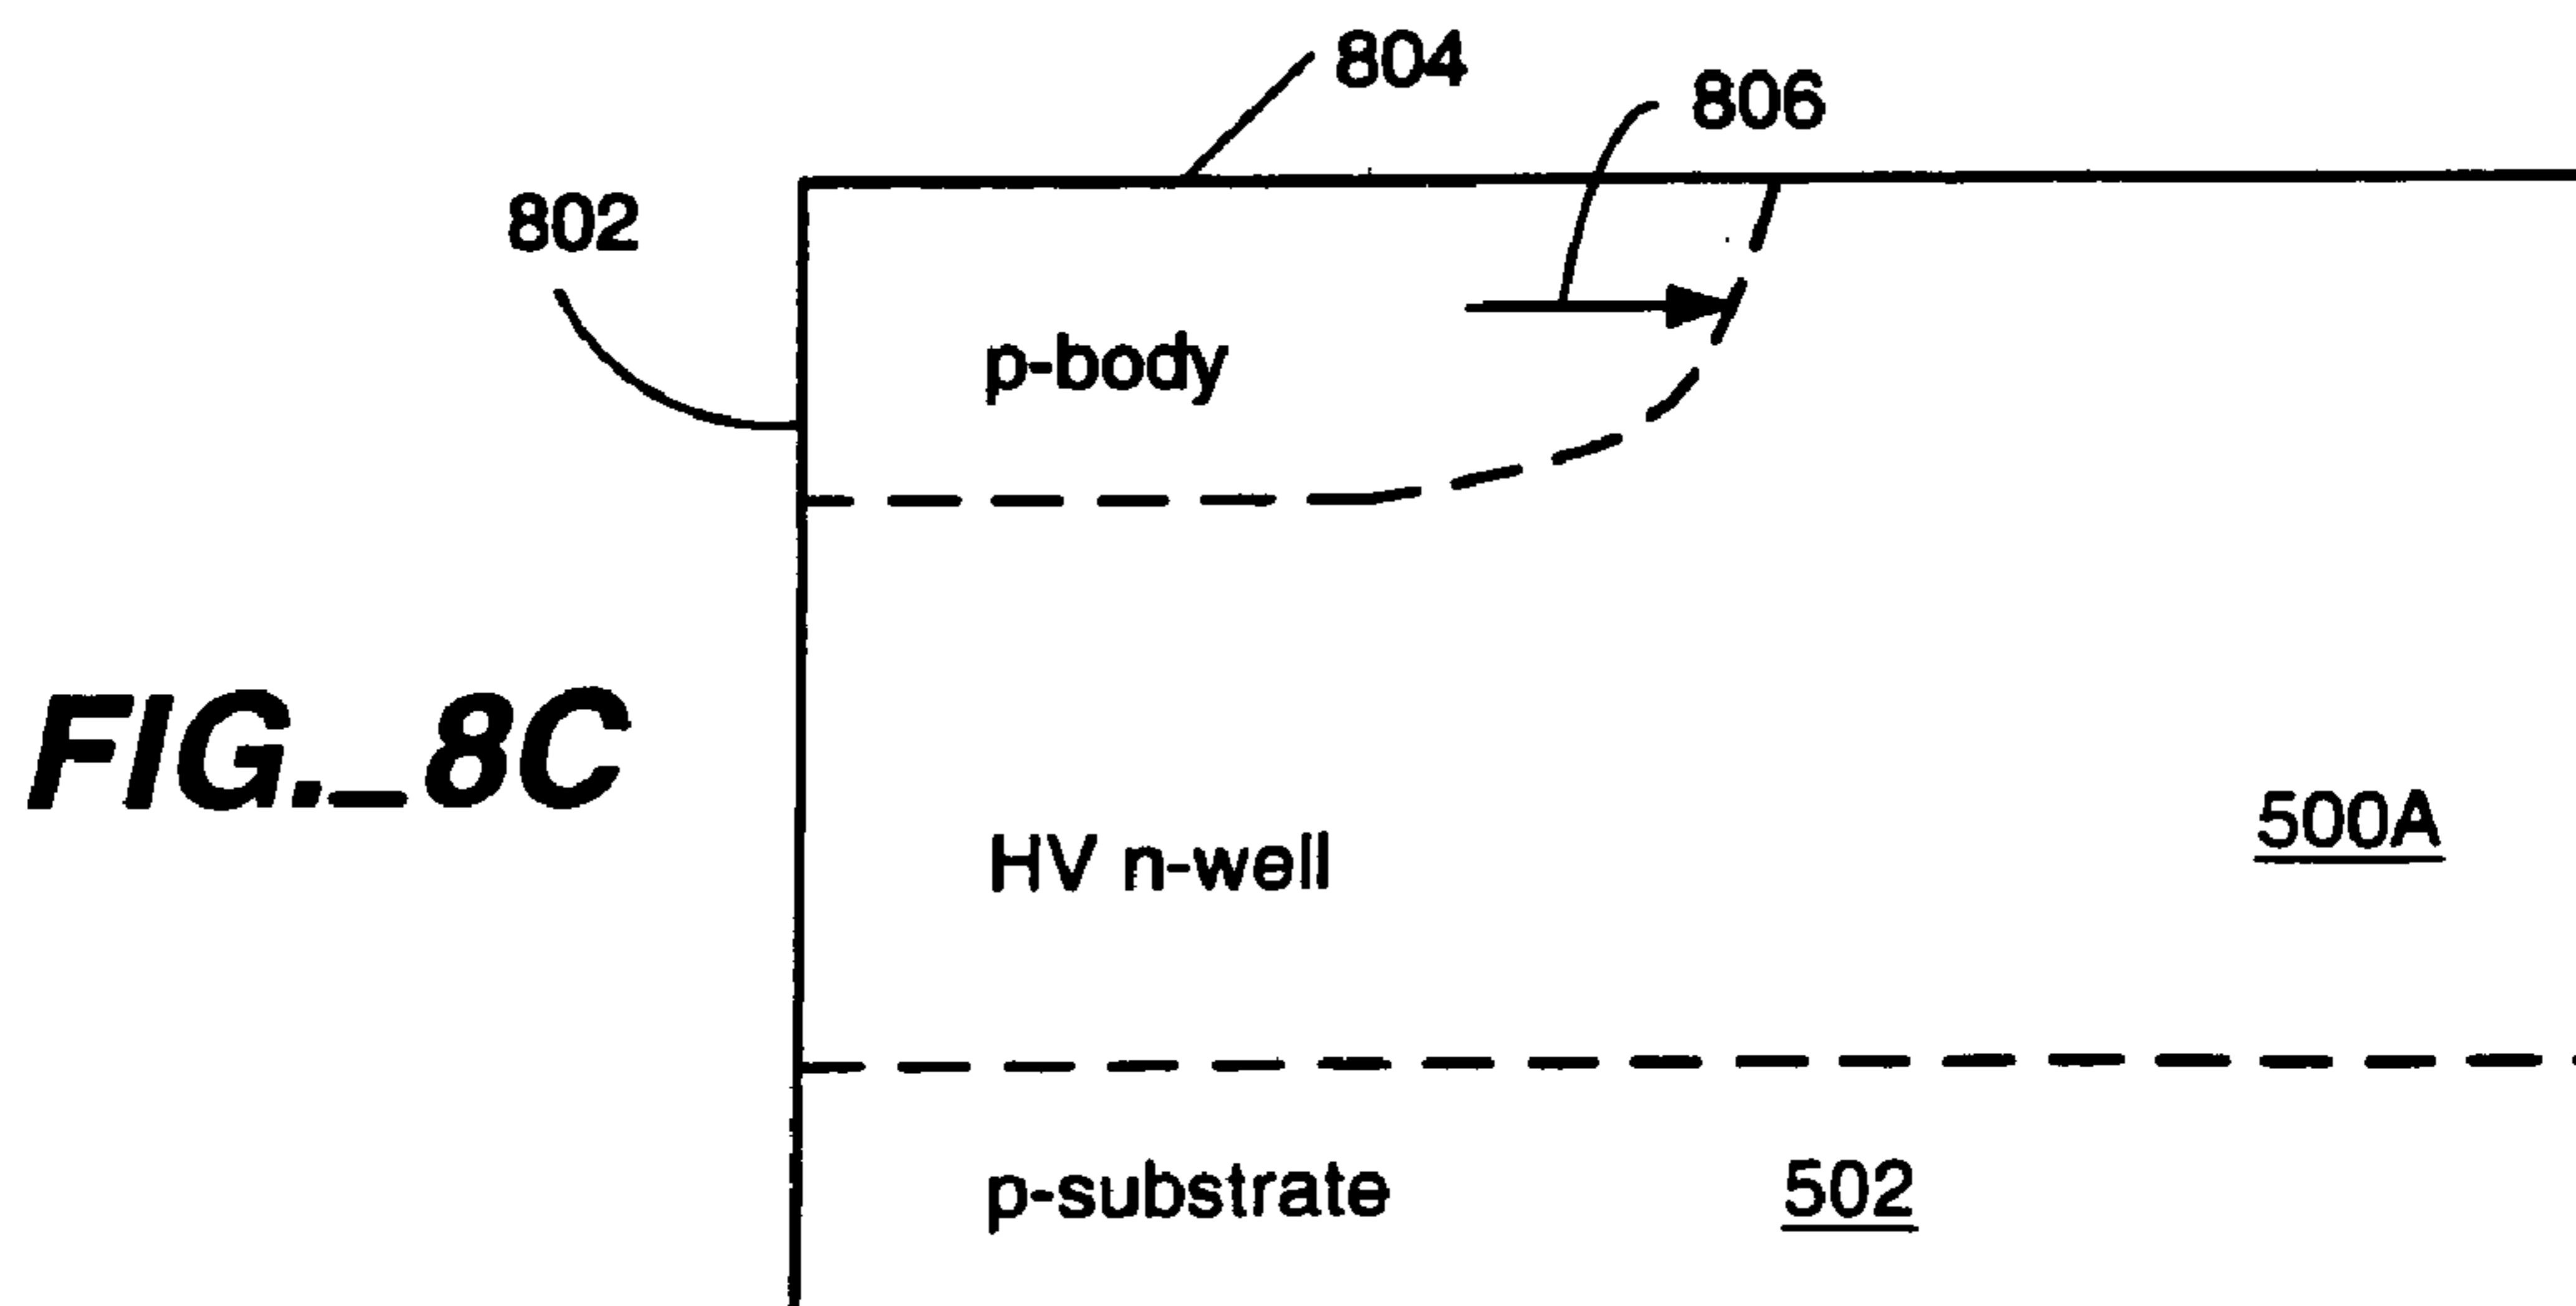 804
806
802
p-body
FIG._8C
500A
HV n-well
p-substrate
502